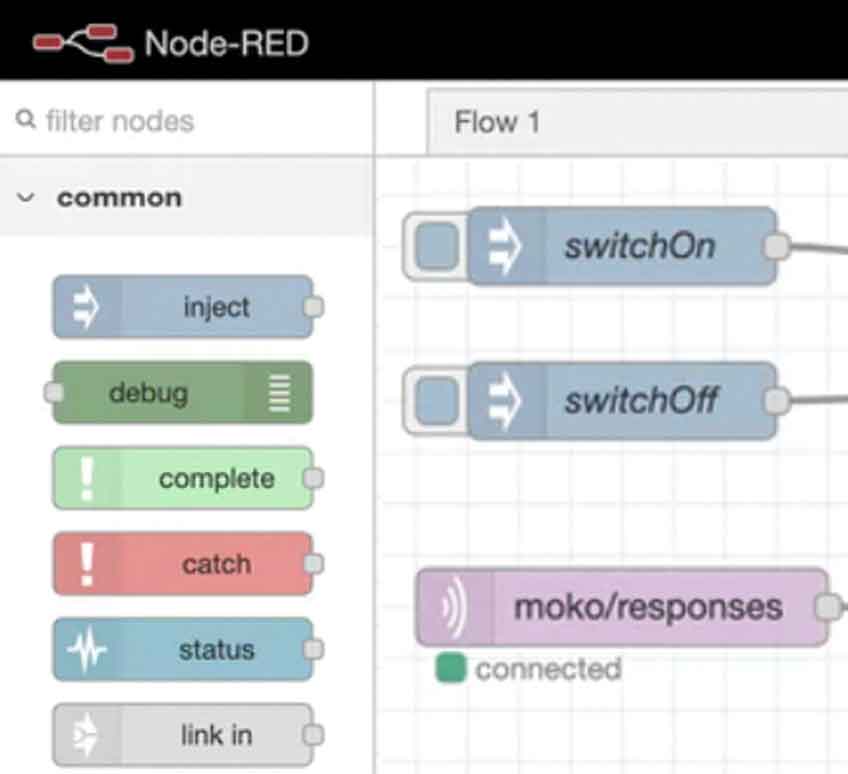 Node-RED
filter nodes
Flow 1
common
switchOn
inject
debug
switchOff
complete
catch
moko/responses
status
connected
link in